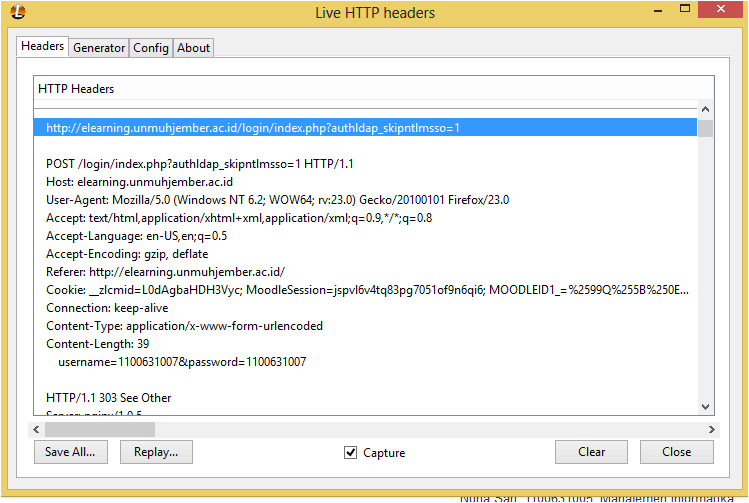 Live HTTP headers
Headers Generator Config About
HTTP Headers
http://elearning.unmuhjember.ac.id/login/index.php?authldap_skipntlmsso=1
POST /login/index.php?authldap_skipntlmsso=1 HTTP/1.1
Host: elearning.unmuhjember.ac.id
User-Agent: Mozilla/5.0 (Windows NT 6.2; WOW64; rv:23.0) Gecko/20100101 Firefox/23.0
Accept: text/html,application/xhtml+xml,application/xml;q=0.9,*/*;q=0.8
Accept-Language: en-US,en;q=0.5
Accept-Encoding: gzip, deflate
Referer: http://elearning.unmuhjember.ac.id/
Cookie: __zlcmid=L0dAgbaHDH3Vyc; MoodleSession=jspvl6v4tq83pg7051of9n6qi6; MOODLEID1_=%2599Q%255B%250E...
Connection: keep-alive
Content-Type: application/x-www-form-urlencoded
Content-Length: 39
username=1100631007&password=1100631007
HTTP/1.1 303 See Other
Server: nginx/1.0.5
Save All... Replay... Capture Clear Close
1100631005 Manajemen Informatika